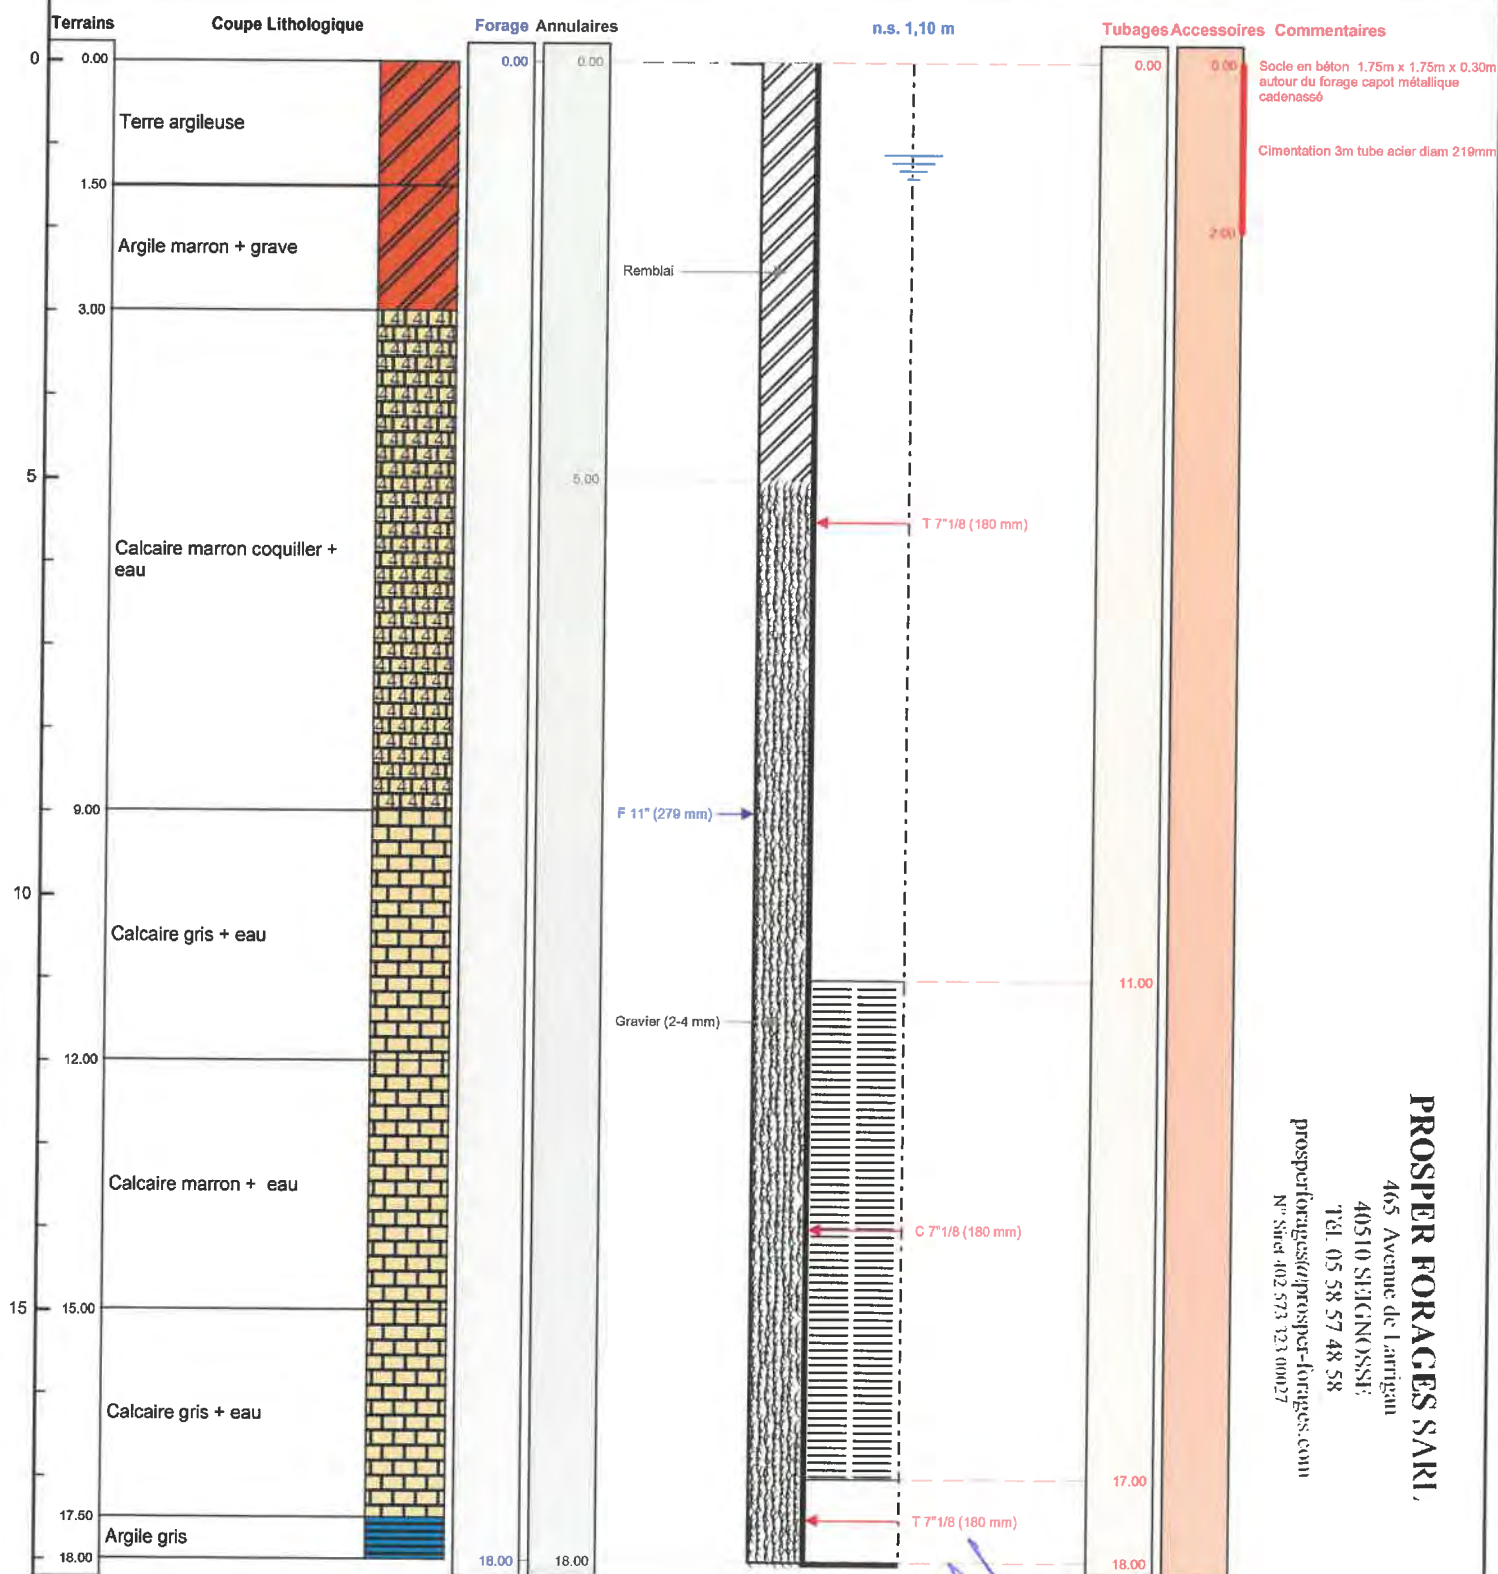 Terrains
Coupe Lithologique
Forage
Annulaires
n.s. 1,10 m
Tubages
Accessoires
Commentaires
0
0.00
0.00
0.00
0.00
0.00
Socle en béton 1.75m x 1.75m x 0.30m
autour du forage capot métallique
cadenassé
Terre argileuse
Cimentation 3m tube acier diam 219mm
1.50
2.00
Argile marron + grave
Remblai
3.00
5
5.00
T 7"1/8 (180 mm)
Calcaire marron coquiller +
eau
9.00
F 11" (279 mm)
10
Calcaire gris + eau
11.00
Gravier (2-4 mm)
12.00
Calcaire marron + eau
C 7"1/8 (180 mm)
15
15.00
Calcaire gris + eau
17.00
17.50
T 7"1/8 (180 mm)
Argile gris
18.00
18.00
18.00
18.00
PROSPER FORAGES SARL
465 Avenue de Larrigan
40510 SEIGNOSSE
Tél. 05 58 57 48 58
prosperforages@prosper-forages.com
N° Siret 402 573 323 00027